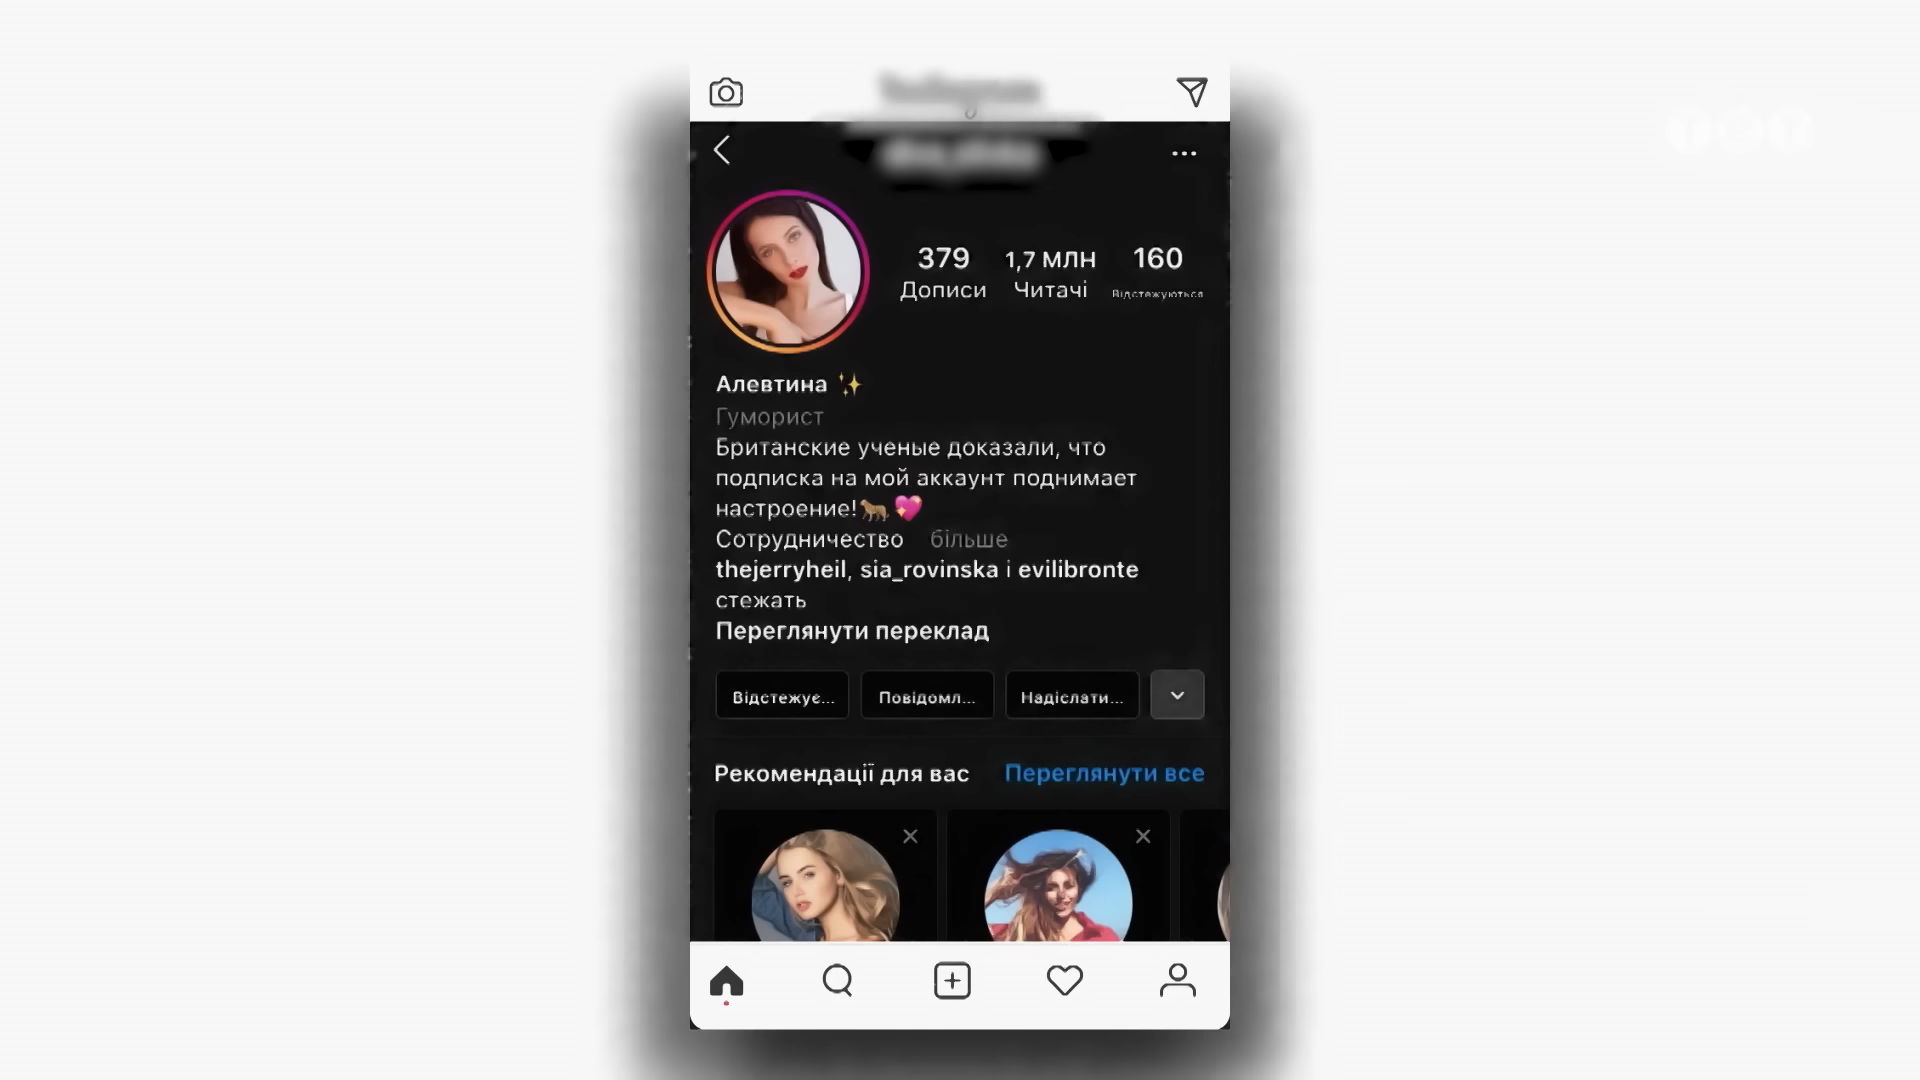 379
1,7 МЛН
160
Дописи
Читачі
Відстежуються
Алевтина
Гуморист
Британские ученые доказали, что
подписка на мой аккаунт поднимает
настроение!
Сотрудничество більше
thejerryheil, sia_rovinska і evilibronte
стежать
Переглянути переклад
Відстежує...
Повідомл...
Надіслати...
Рекомендації для вас
Переглянути все